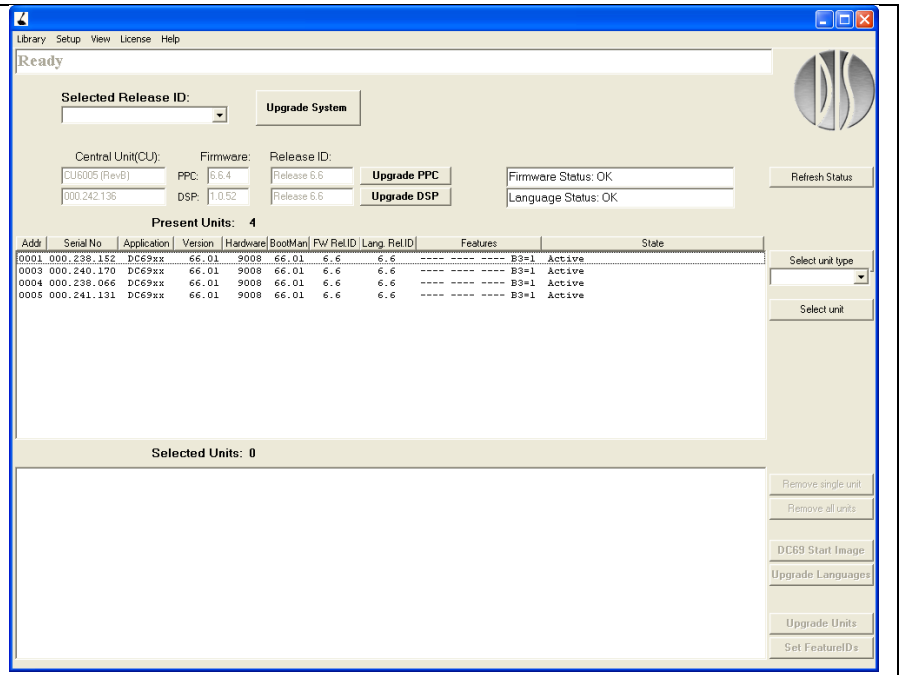 Library Setup View License Help
Ready
Selected Release ID:
Upgrade System
DIS
Central Unit(CU): Firmware: Release ID:
CU6005 (RevB) PPC: 6.6.4 Release 6.6 Upgrade PPC Firmware Status: OK Refresh Status
000.242.136 DSP: 1.0.52 Release 6.6 Upgrade DSP Language Status: OK
Present Units: 4
Addr Serial No Application Version Hardware BootMan FW Rel.ID Lang. Rel.ID Features State
0001 000.238.152 DC69xx 66.01 9008 66.01 6.6 6.6 ---- ---- ---- B3=1 Active
0003 000.240.170 DC69xx 66.01 9008 66.01 6.6 6.6 ---- ---- ---- B3=1 Active
0004 000.238.066 DC69xx 66.01 9008 66.01 6.6 6.6 ---- ---- ---- B3=1 Active
0005 000.241.131 DC69xx 66.01 9008 66.01 6.6 6.6 ---- ---- ---- B3=1 Active
Select unit type
Select unit
Selected Units: 0
Remove single unit
Remove all units
DC69 Start Image
Upgrade Languages
Upgrade Units
Set FeatureIDs